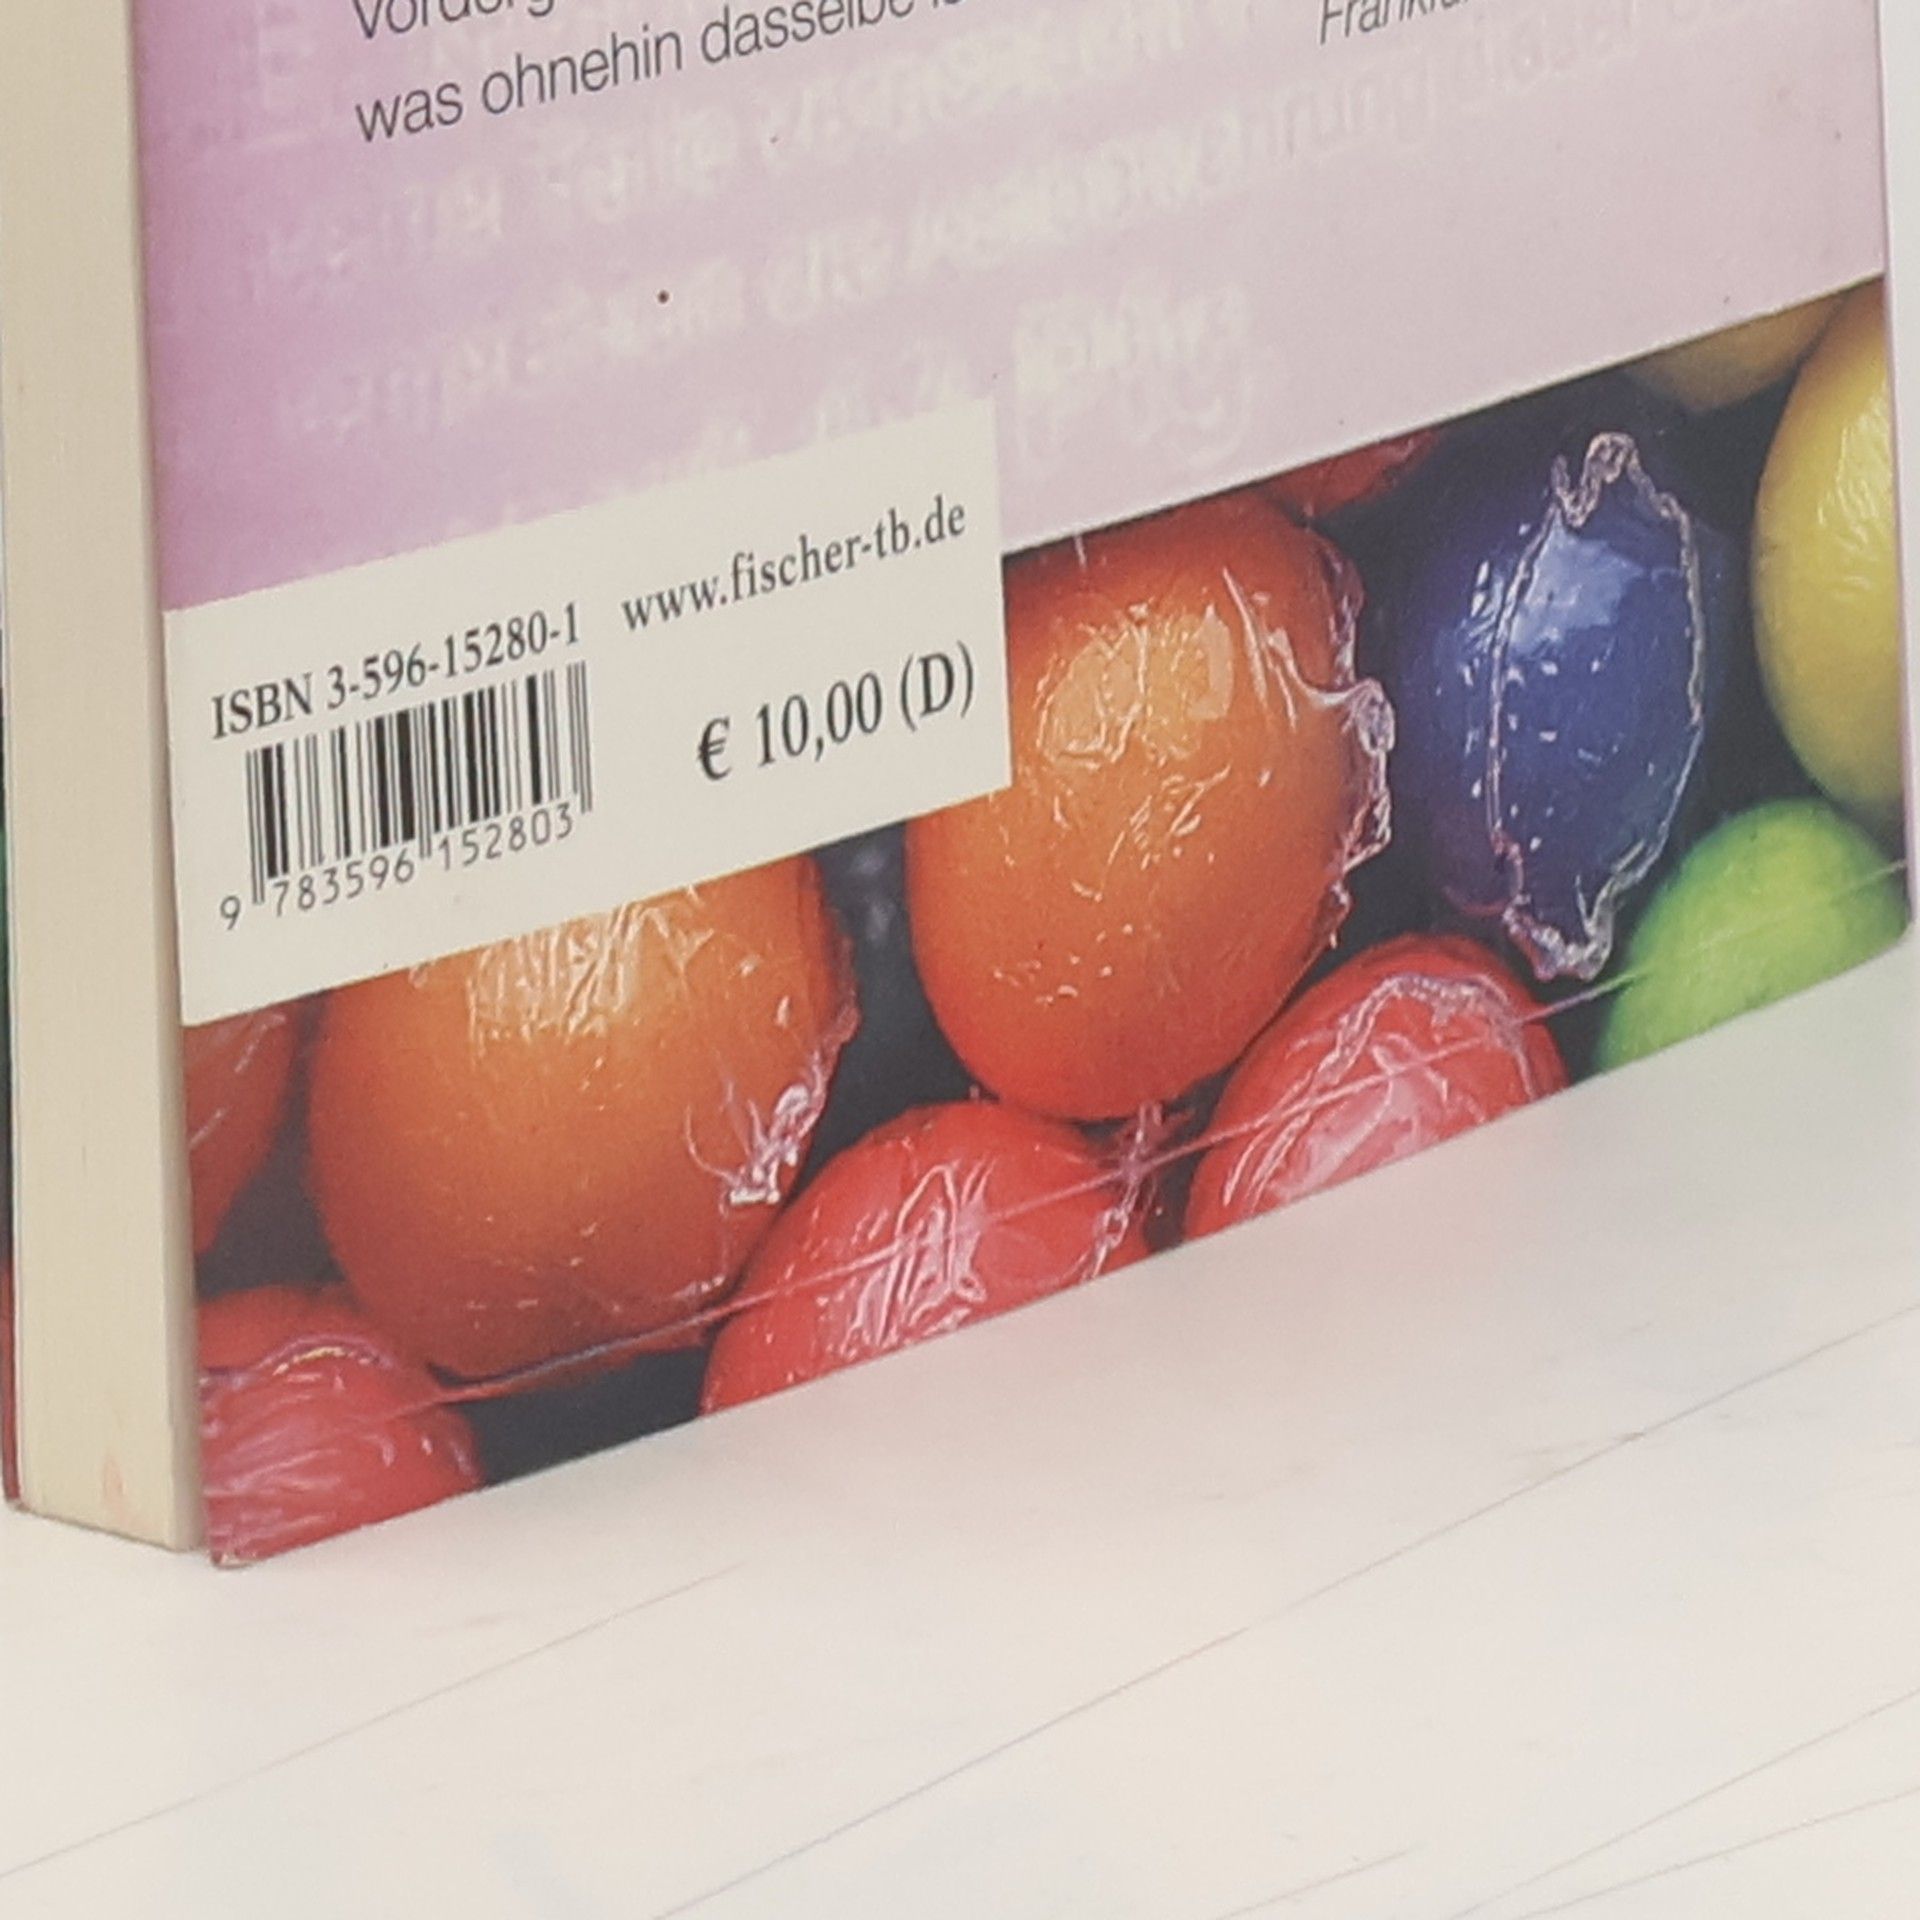 was ohnehin dasselbe
ISBN 3-596-15280-1 www.fischer-tb.de
€ 10,00 (D)
9 783596 152803